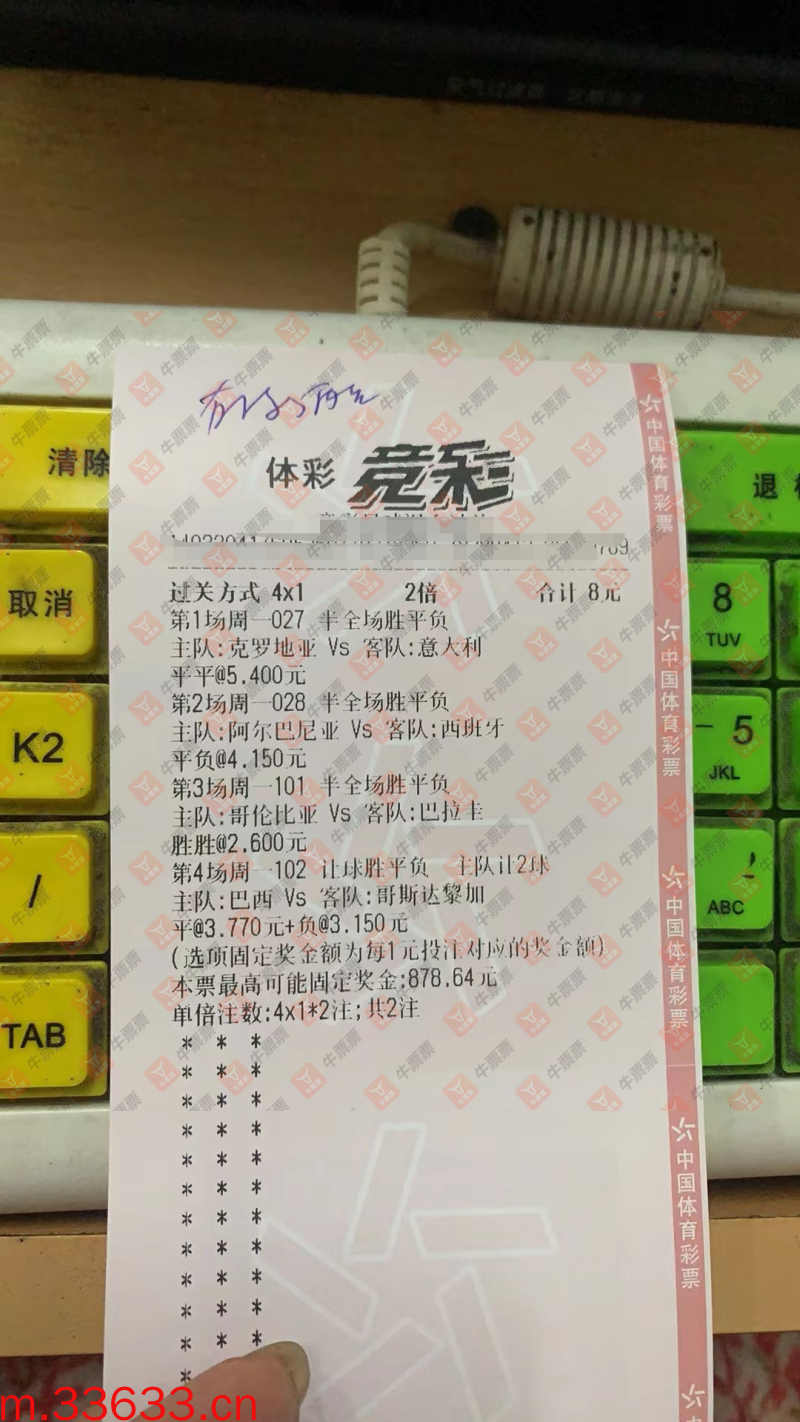 体彩 竞彩
过关方式 4x1 2倍 合计 8元
第1场周一027 半全场胜平负
主队:克罗地亚 Vs 客队:意大利
平平@5.400元
第2场周一028 半全场胜平负
主队:阿尔巴尼亚 Vs 客队:西班牙
平负@4.150元
第3场周一101 半全场胜平负
主队:哥伦比亚 Vs 客队:巴拉圭
胜胜@2.600元
第4场周一102 让球胜平负 主队让2球
主队:巴西 Vs 客队:哥斯达黎加
平@3.770元+负@3.150元
(选项固定奖金额为每1元投注对应的奖金额)
本票最高可能固定奖金:878.64元
单倍注数:4x1*2注;共2注
* * *
* * *
* * *
* * *
* * *
* * *
* * *
* * *
* * *
* * *
* * *
*
中国体育彩票
中国体育彩票
中国体育彩票
中国体育彩票
中
清除
取消
K2
/
TAB
退
8
TUV
5
JKL
ABC
牛票票
m.33633.cn